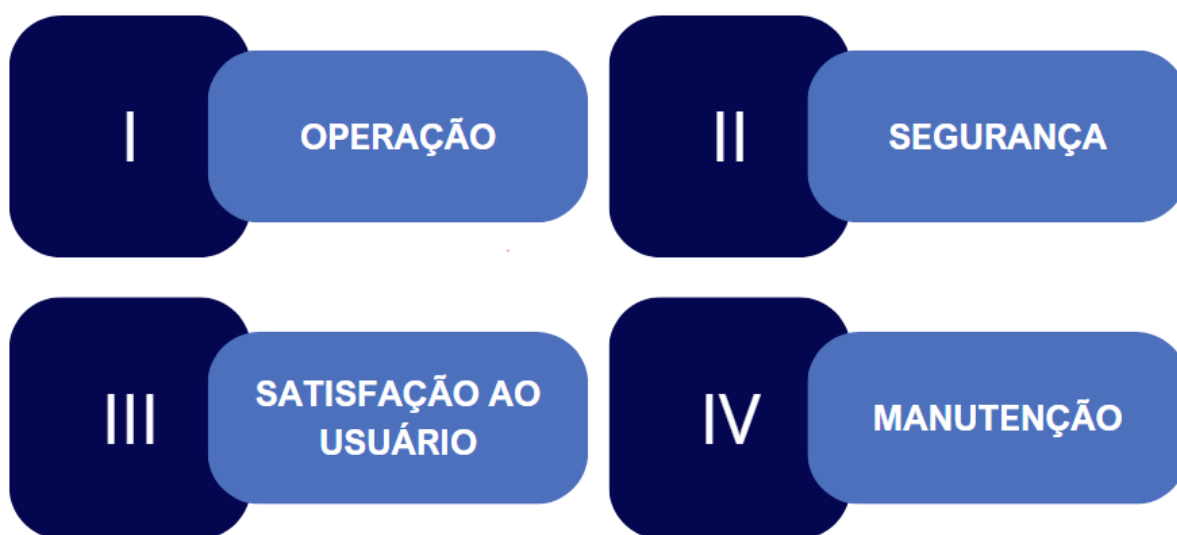 I
OPERAÇÃO
II
SEGURANÇA
III
SATISFAÇÃO AO
USUÁRIO
IV
MANUTENÇÃO